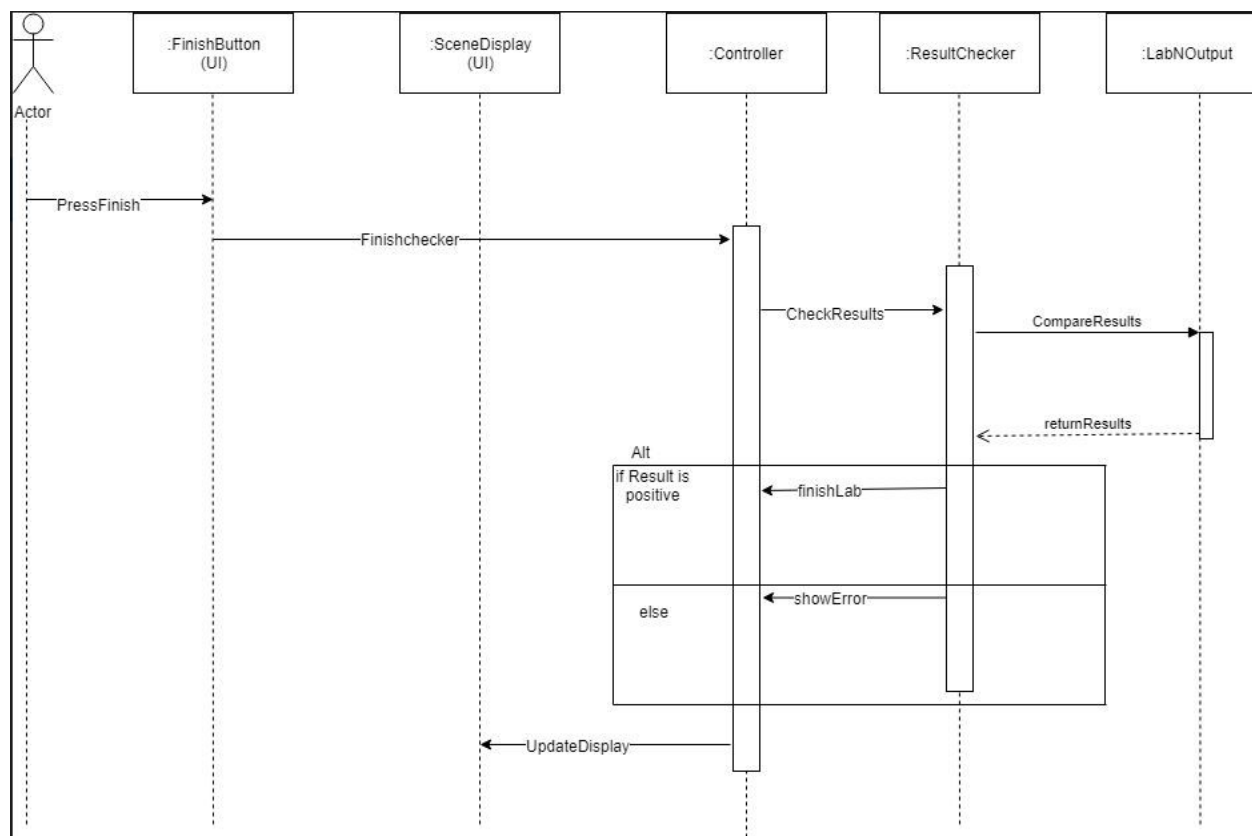 :FinishButton
(UI)
:SceneDisplay
(UI)
:Controller
:ResultChecker
:LabNOutput
Actor
PressFinish
Finishchecker
CheckResults
CompareResults
returnResults
Alt
if Result is
positive
finishLab
showError
else
UpdateDisplay